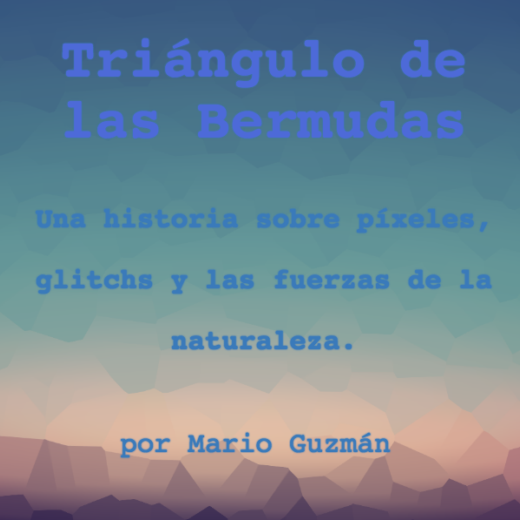 Triángulo de
las Bermudas
Una historia sobre píxeles,
glitchs y las fuerzas de la
naturaleza.
por Mario Guzmán